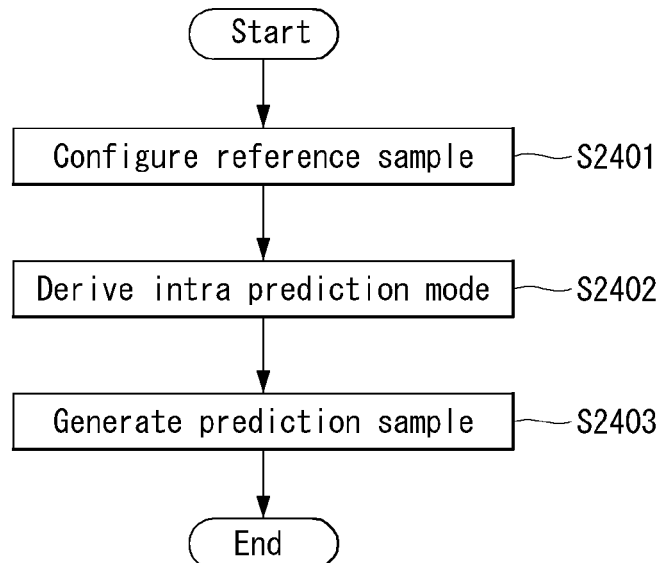 Start
Configure reference sample
S2401
Derive intra prediction mode
S2402
Generate prediction sample
S2403
End